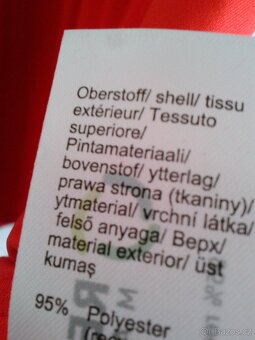 Oberstoff/ shell/ tissu
extérieur/ Tessuto
superiore/
Pintamateriaali/
bovenstof/ ytterlag/
prawa strona (tkaniny)/
ytmaterial/ vrchní látka/
felső anyaga/ Верх/
material exterior/ üst
kumaş
95% Polyester